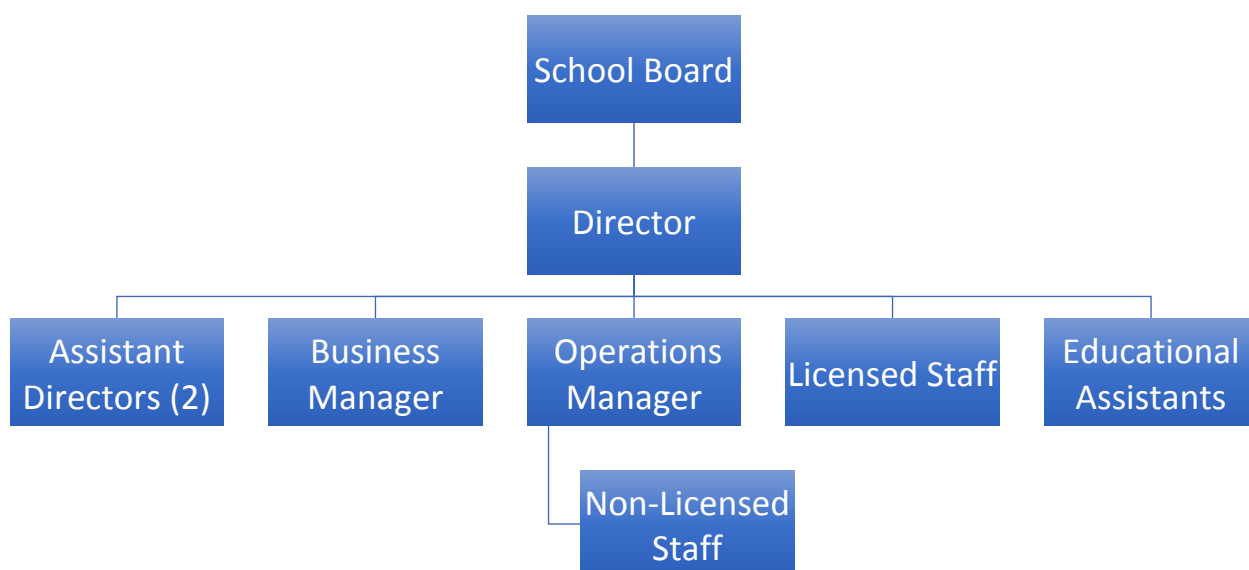 School Board
Director
Assistant
Directors (2)
Business
Manager
Operations
Manager
Licensed Staff
Educational
Assistants
Non-Licensed
Staff